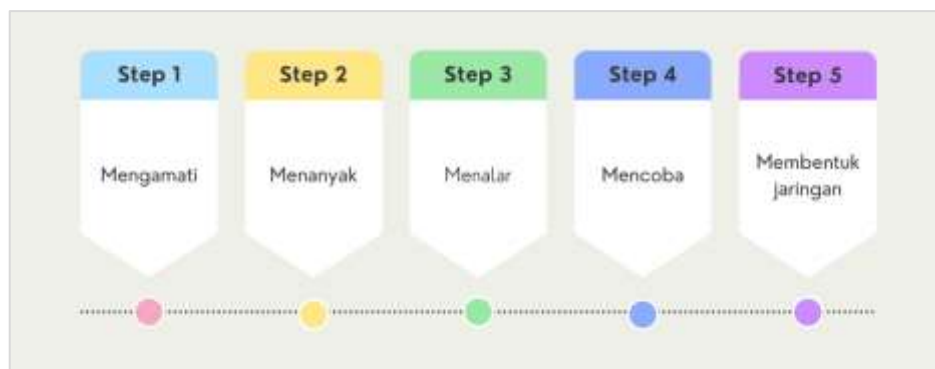 Step 1
Mengamati
Step 2
Menanyak
Step 3
Menalar
Step 4
Mencoba
Step 5
Membentuk
jaringan